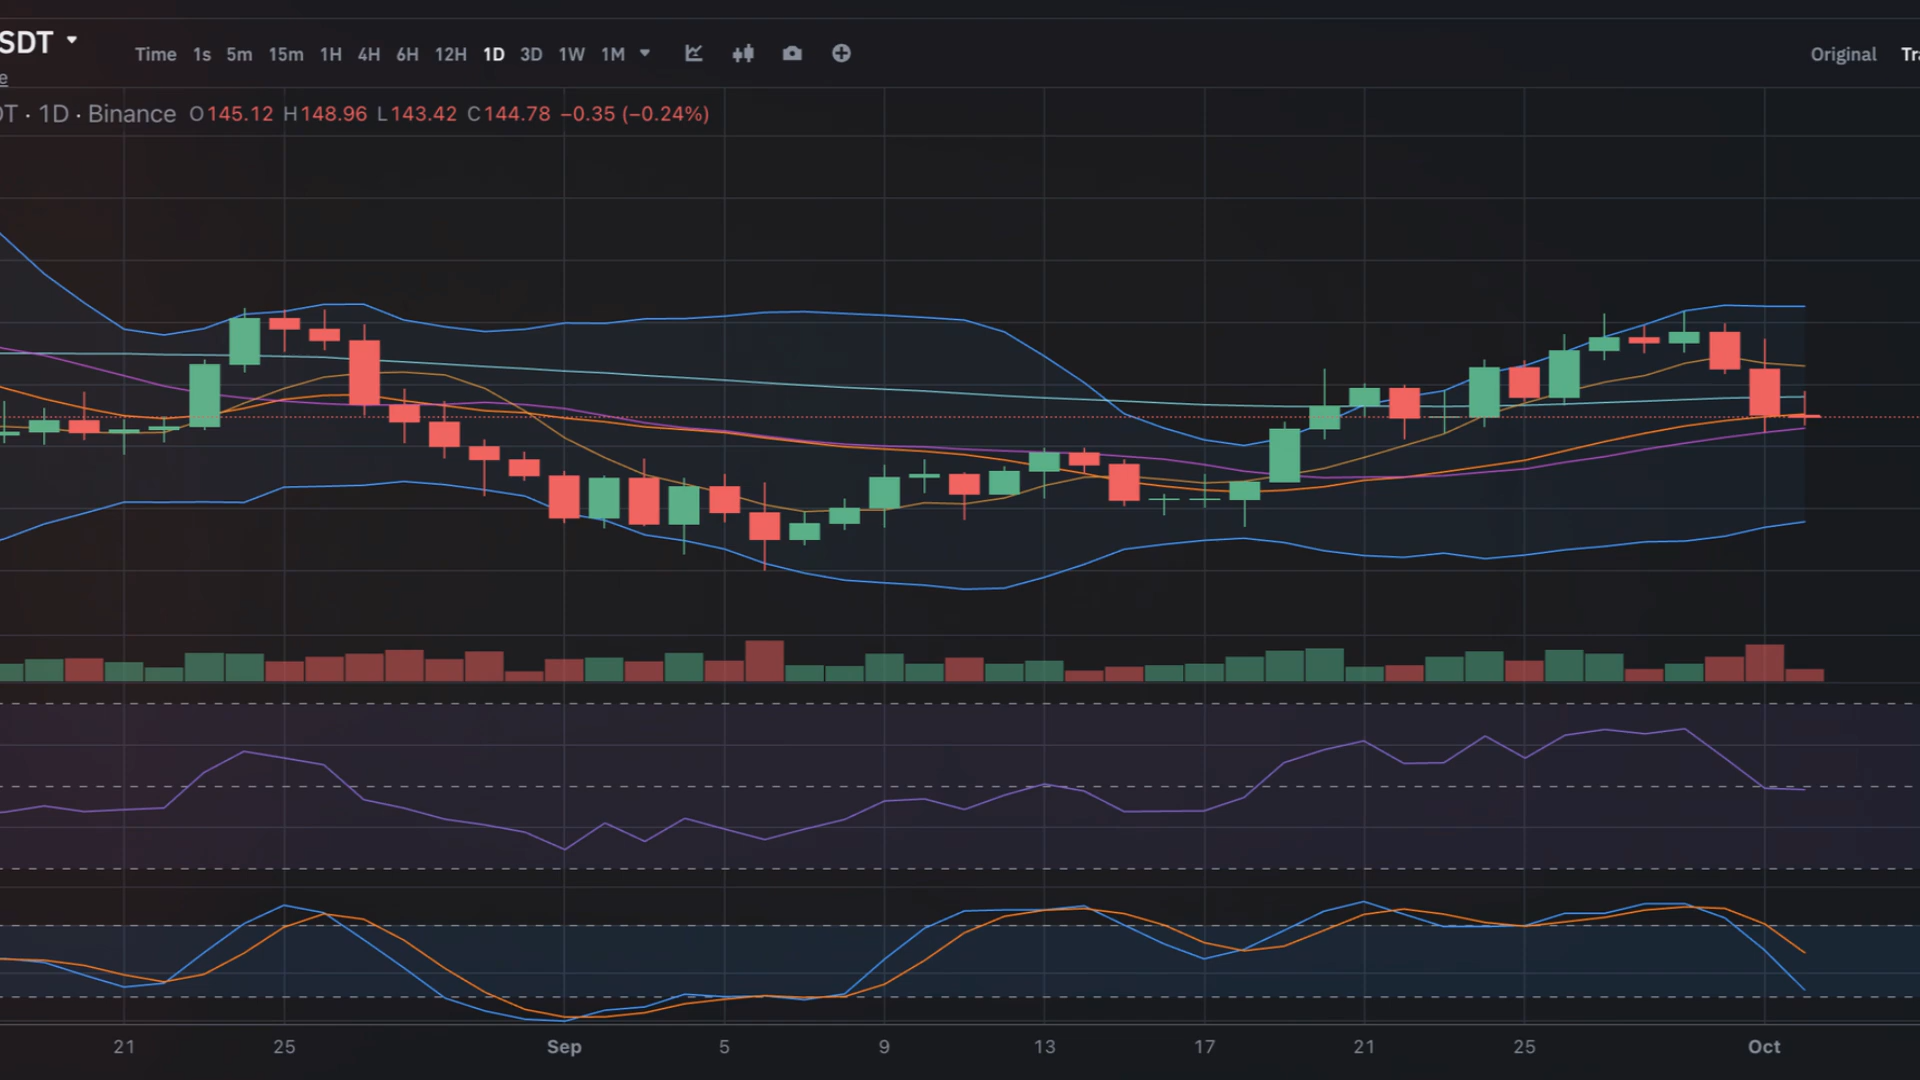 SDT
Time 1s 5m 15m 1H 4H 6H 12H 1D 3D 1W 1M Original Tra
e
DT · 1D · Binance O145.12 H148.96 L143.42 C144.78 −0.35 (−0.24%)
21 25 Sep 5 9 13 17 21 25 Oct